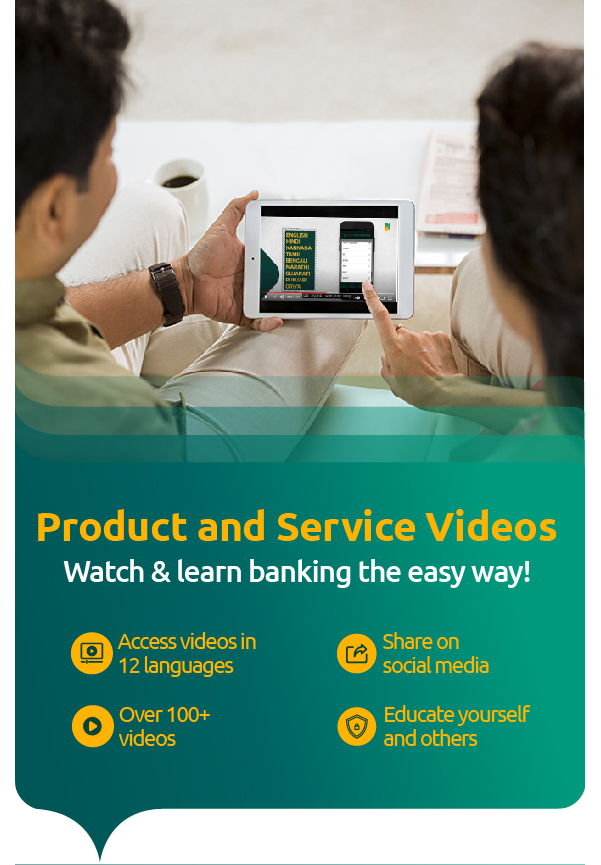 ENGLISH
HINDI
KANNADA
TAMIL
BENGALI
MARATHI
GUJARATI
ORIYA
Product and Service Videos
Watch & learn banking the easy way!
Access videos in
12 languages
Share on
social media
Over 100+
videos
Educate yourself
and others